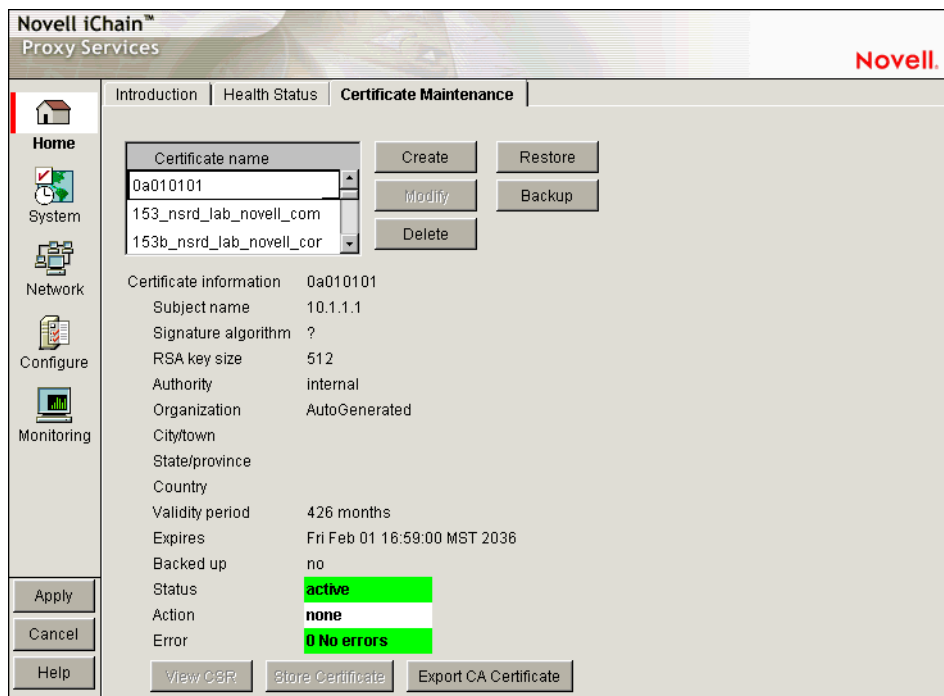 Novell iChain™
Proxy Services
Novell.
Introduction
Health Status
Certificate Maintenance
Home
System
Network
Configure
Monitoring
Certificate name
0a010101
153_nsrd_lab_novell_com
153b_nsrd_lab_novell_cor
Create
Restore
Modify
Backup
Delete
Certificate information 0a010101
Subject name 10.1.1.1
Signature algorithm ?
RSA key size 512
Authority internal
Organization AutoGenerated
City/town
State/province
Country
Validity period 426 months
Expires Fri Feb 01 16:59:00 MST 2036
Backed up no
Status active
Action none
Error 0 No errors
Apply
Cancel
Help
View CSR
Store Certificate
Export CA Certificate